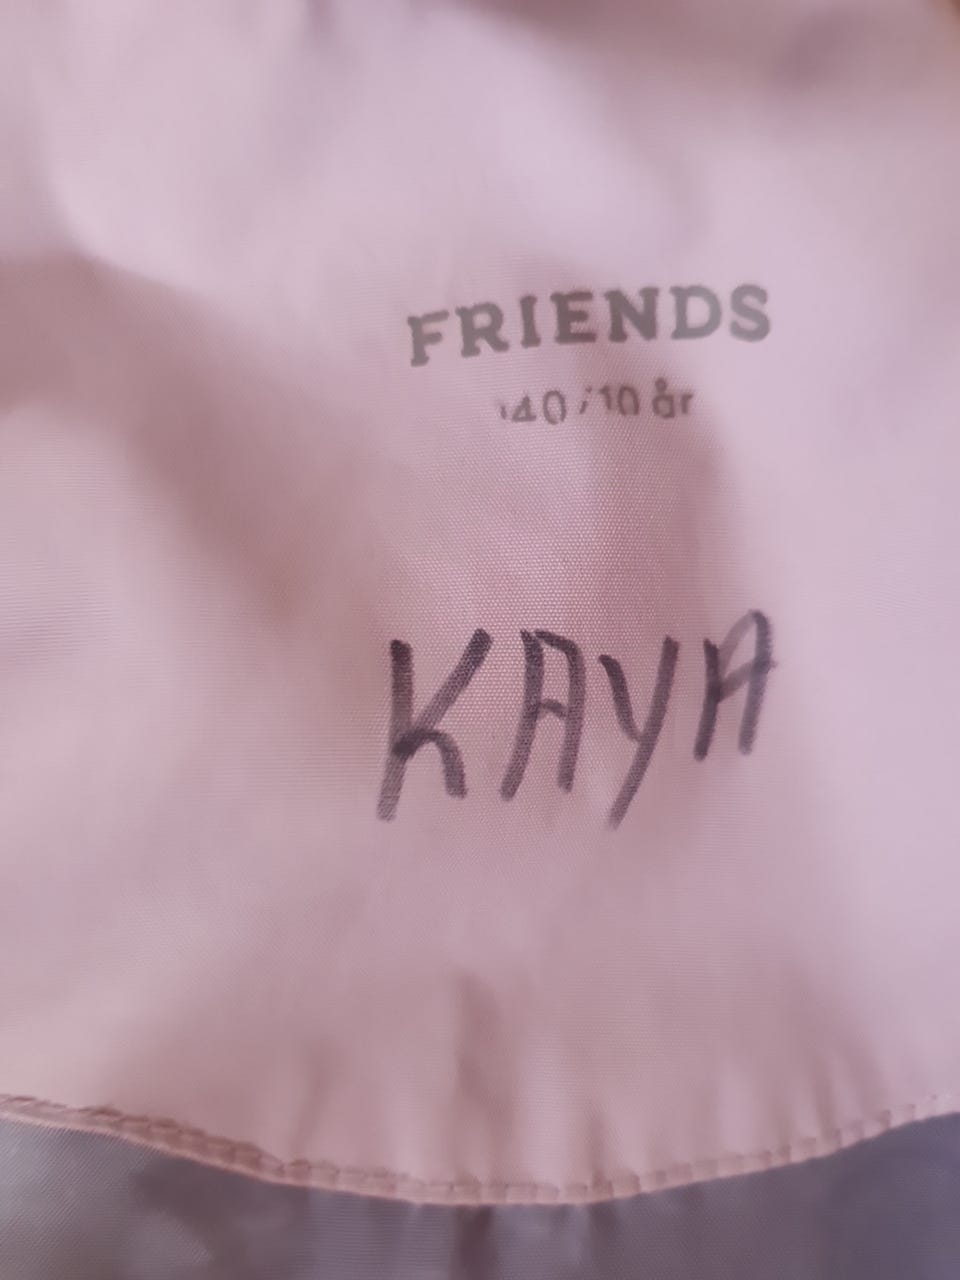 FRIENDS
140 / 10 år
KAYA